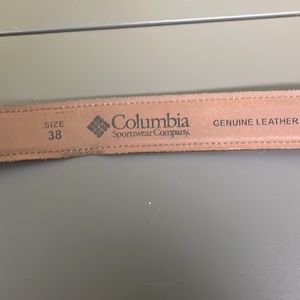 SIZE
38
Columbia
Sportswear Company.
GENUINE LEATHER